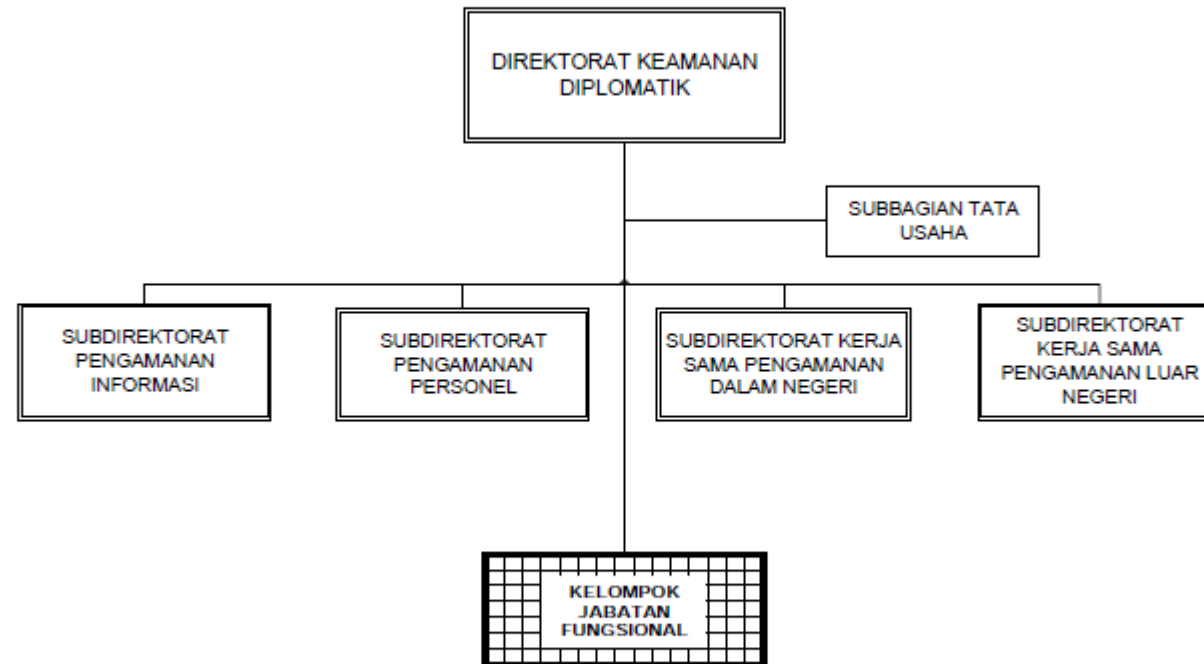 DIREKTORAT KEAMANAN
DIPLOMATIK
SUBBAGIAN TATA
USAHA
SUBDIREKTORAT
PENGAMANAN
INFORMASI
SUBDIREKTORAT
PENGAMANAN
PERSONEL
SUBDIREKTORAT KERJA
SAMA PENGAMANAN
DALAM NEGERI
SUBDIREKTORAT
KERJA SAMA
PENGAMANAN LUAR
NEGERI
KELOMPOK
JABATAN
FUNGSIONAL